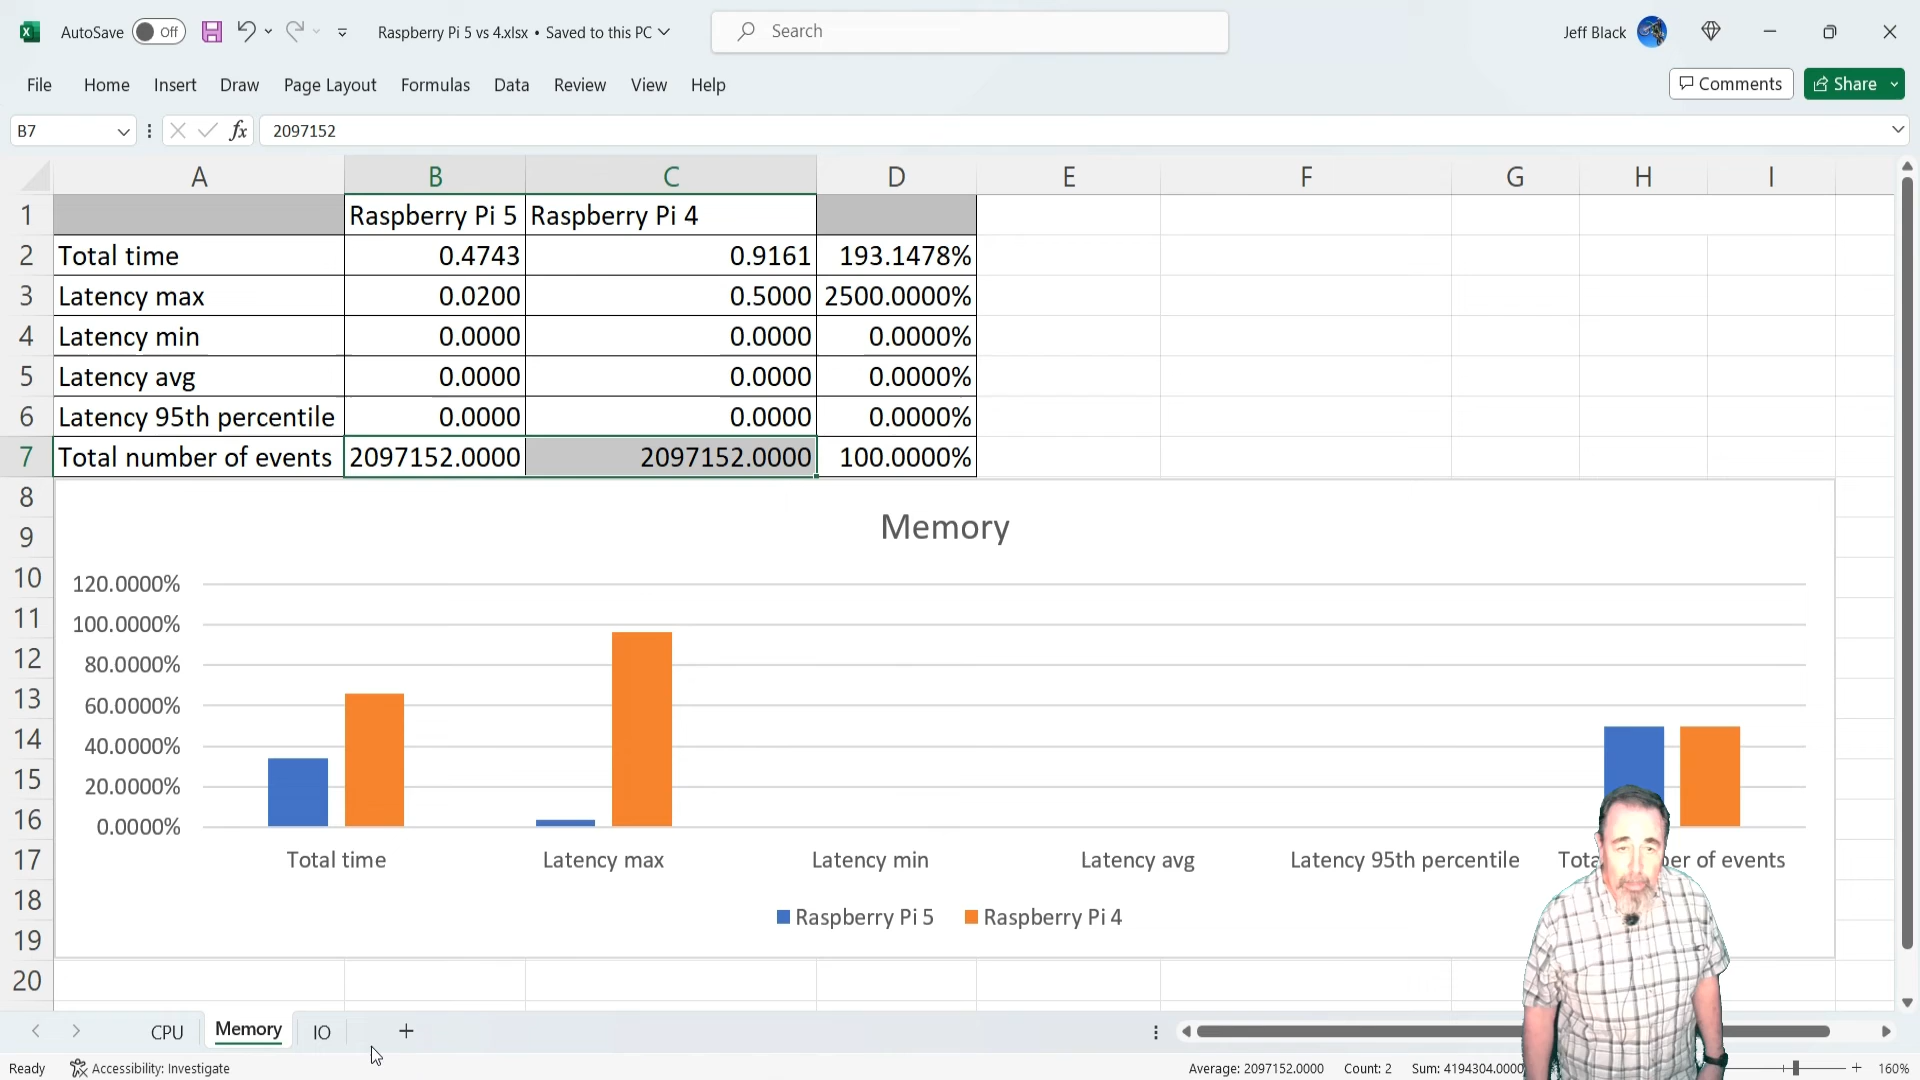 AutoSave Off Raspberry Pi 5 vs 4.xlsx • Saved to this PC Search Jeff Black
File Home Insert Draw Page Layout Formulas Data Review View Help Comments Share
B7 fx 2097152
A B C D E F G H I
1 Raspberry Pi 5 Raspberry Pi 4
2 Total time 0.4743 0.9161 193.1478%
3 Latency max 0.0200 0.5000 2500.0000%
4 Latency min 0.0000 0.0000 0.0000%
5 Latency avg 0.0000 0.0000 0.0000%
6 Latency 95th percentile 0.0000 0.0000 0.0000%
7 Total number of events 2097152.0000 2097152.0000 100.0000%
8
9
10
11
12
13
14
15
16
17
18
19
20
Memory
120.0000%
100.0000%
80.0000%
60.0000%
40.0000%
20.0000%
0.0000%
Total time Latency max Latency min Latency avg Latency 95th percentile of events
Raspberry Pi 5 Raspberry Pi 4
CPU Memory IO +
Ready Accessibility: Investigate Average: 2097152.0000 Count: 2 Sum: 4194304.0000 + 160%